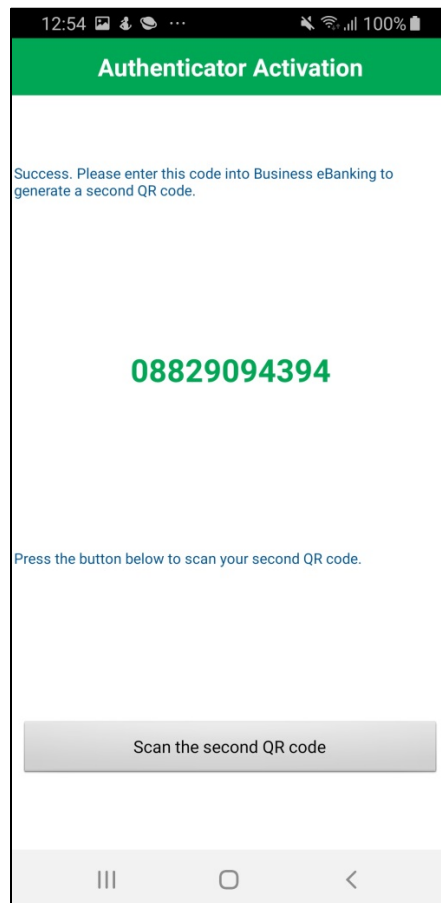 12:54 ... 100%
Authenticator Activation
Success. Please enter this code into Business eBanking to
generate a second QR code.
08829094394
Press the button below to scan your second QR code.
Scan the second QR code